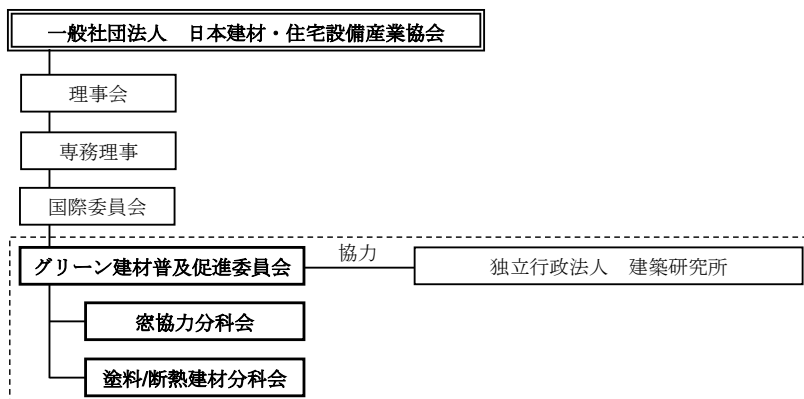 一般社団法人　日本建材・住宅設備産業協会
理事会
専務理事
国際委員会
グリーン建材普及促進委員会
協力
独立行政法人　建築研究所
窓協力分科会
塗料/断熱建材分科会